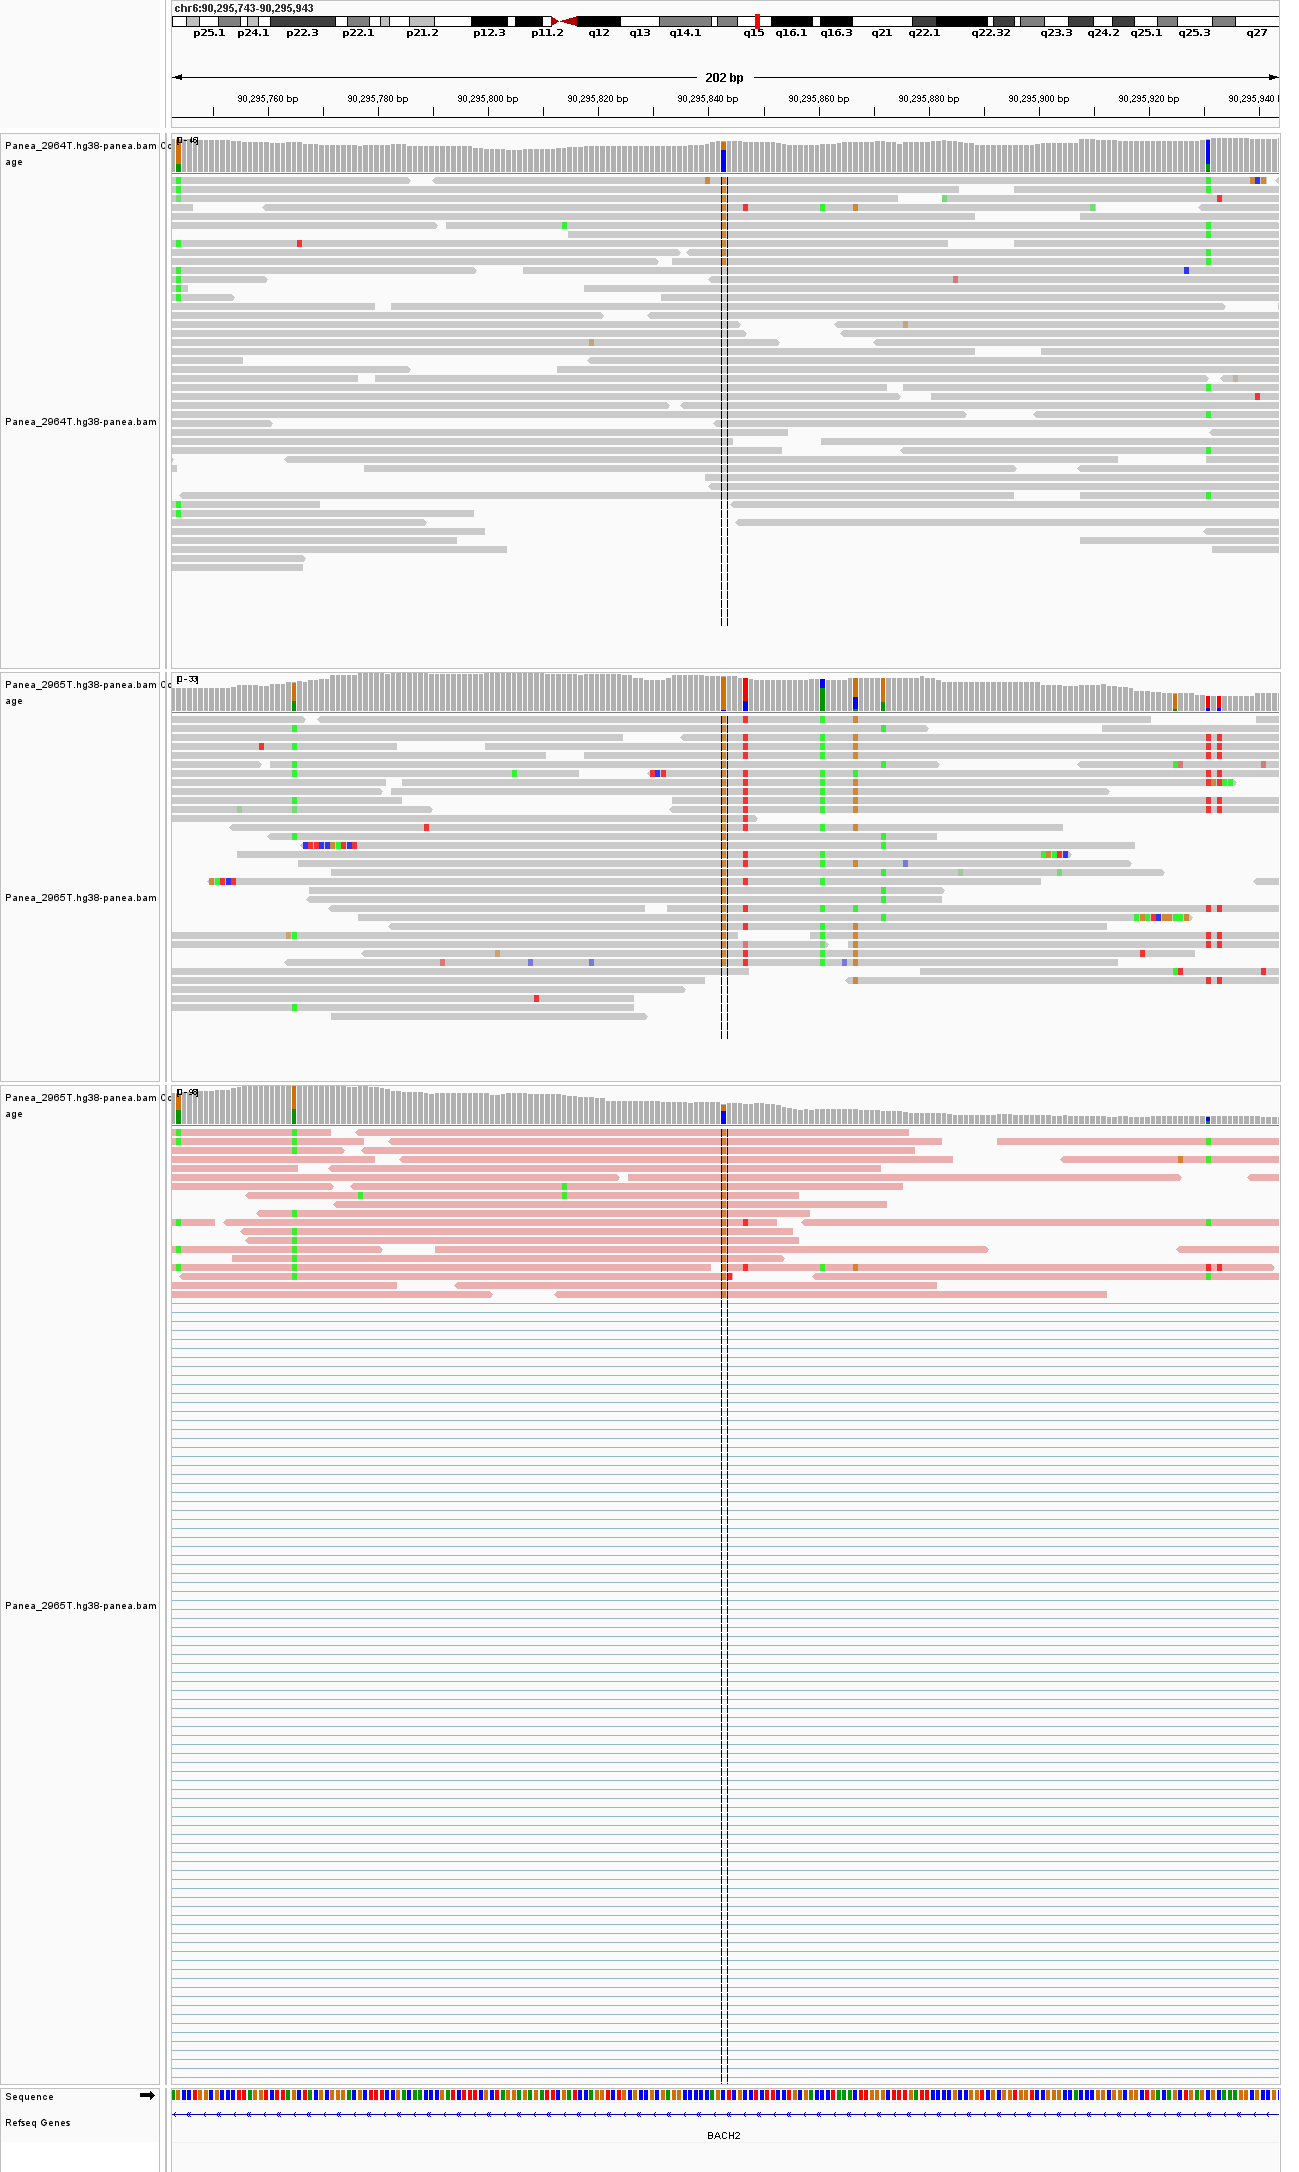 chr6:90,295,743-90,295,943
p25.1 p24.1 p22.3 p22.1 p21.2 p12.3 p11.2 q12 q13 q14.1 q15 q16.1 q16.3 q21 q22.1 q22.32 q23.3 q24.2 q25.1 q25.3 q27
202 bp
90,295,760 bp 90,295,780 bp 90,295,800 bp 90,295,820 bp 90,295,840 bp 90,295,860 bp 90,295,880 bp 90,295,900 bp 90,295,920 bp 90,295,940
Panea_2964T.hg38-panea.bam Co
age
Panea_2964T.hg38-panea.bam
Panea_2965T.hg38-panea.bam Co
age
[0-33]
Panea_2965T.hg38-panea.bam
Panea_2965T.hg38-panea.bam Co
age
Panea_2965T.hg38-panea.bam
Sequence
Refseq Genes
BACH2